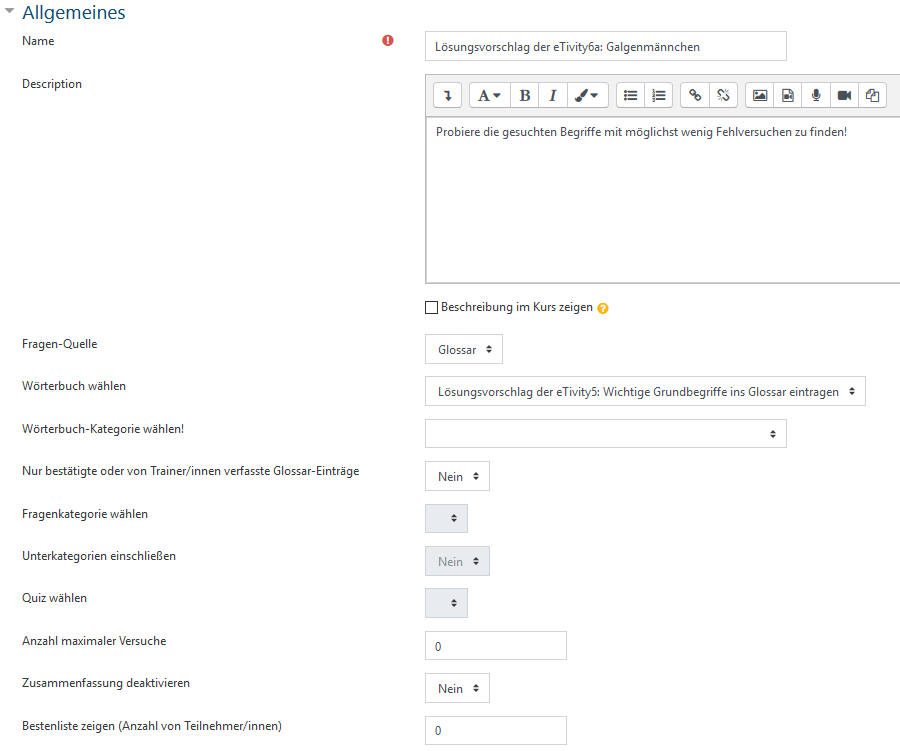 Allgemeines
Name
Lösungsvorschlag der eTivity6a: Galgenmännchen
Description
A B I
Probiere die gesuchten Begriffe mit möglichst wenig Fehlversuchen zu finden!
Beschreibung im Kurs zeigen
Fragen-Quelle Glossar
Wörterbuch wählen Lösungsvorschlag der eTivity5: Wichtige Grundbegriffe ins Glossar eintragen
Wörterbuch-Kategorie wählen!
Nur bestätigte oder von Trainer/innen verfasste Glossar-Einträge Nein
Fragenkategorie wählen
Unterkategorien einschließen Nein
Quiz wählen
Anzahl maximaler Versuche 0
Zusammenfassung deaktivieren Nein
Bestenliste zeigen (Anzahl von Teilnehmer/innen) 0